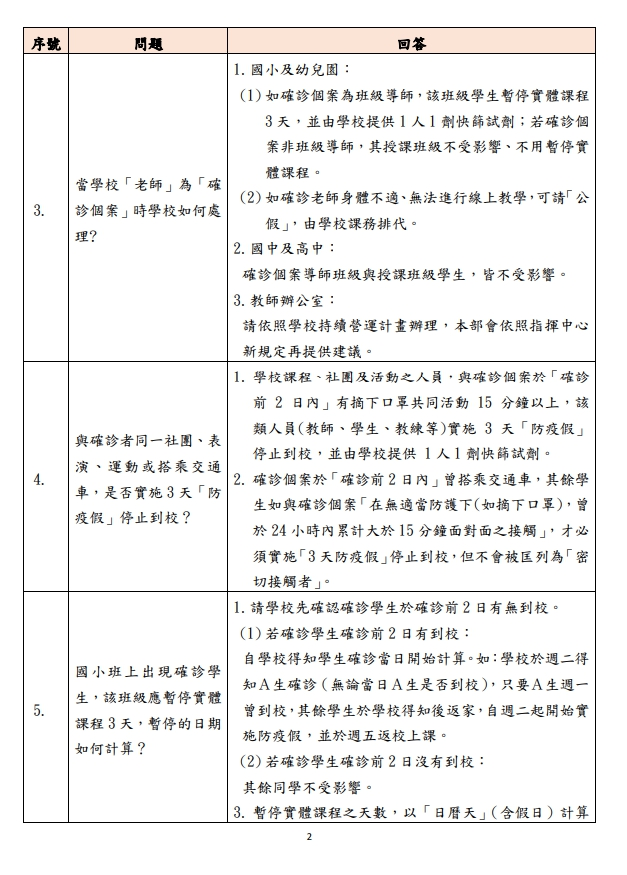 序號 問題 回答
3.
當學校「老師」為「確
診個案」時學校如何處
理?
1. 國小及幼兒園：
(1) 如確診個案為班級導師，該班級學生暫停實體課程
3 天，並由學校提供 1 人 1 劑快篩試劑；若確診個
案非班級導師，其授課班級不受影響、不用暫停實
體課程。
(2) 如確診老師身體不適、無法進行線上教學，可請「公
假」，由學校課務排代。
2. 國中及高中：
確診個案導師班級與授課班級學生，皆不受影響。
3. 教師辦公室：
請依照學校持續營運計畫辦理，本部會依照指揮中心
新規定再提供建議。
4.
與確診者同一社團、表
演、運動或搭乘交通
車，是否實施 3 天「防
疫假」停止到校？
1. 學校課程、社團及活動之人員，與確診個案於「確診
前 2 日內」有摘下口罩共同活動 15 分鐘以上，該
類人員(教師、學生、教練等)實施 3 天「防疫假」
停止到校，並由學校提供 1 人 1 劑快篩試劑。
2. 確診個案於「確診前 2 日內」曾搭乘交通車，其餘學
生如與確診個案「在無適當防護下(如摘下口罩)，曾
於 24 小時內累計大於 15 分鐘面對面之接觸」，才必
須實施「3 天防疫假」停止到校，但不會被匡列為「密
切接觸者」。
5.
國小班上出現確診學
生，該班級應暫停實體
課程 3 天，暫停的日期
如何計算？
1. 請學校先確認確診學生於確診前 2 日有無到校。
(1) 若確診學生確診前 2 日有到校：
自學校得知學生確診當日開始計算。如：學校於週二得
知 A 生確診（無論當日 A 生是否到校），只要 A 生週一
曾到校，其餘學生於學校得知後返家，自週二起開始實
施防疫假，並於週五返校上課。
(2) 若確診學生確診前 2 日沒有到校：
其餘同學不受影響。
3. 暫停實體課程之天數，以「日曆天」(含假日) 計算
2